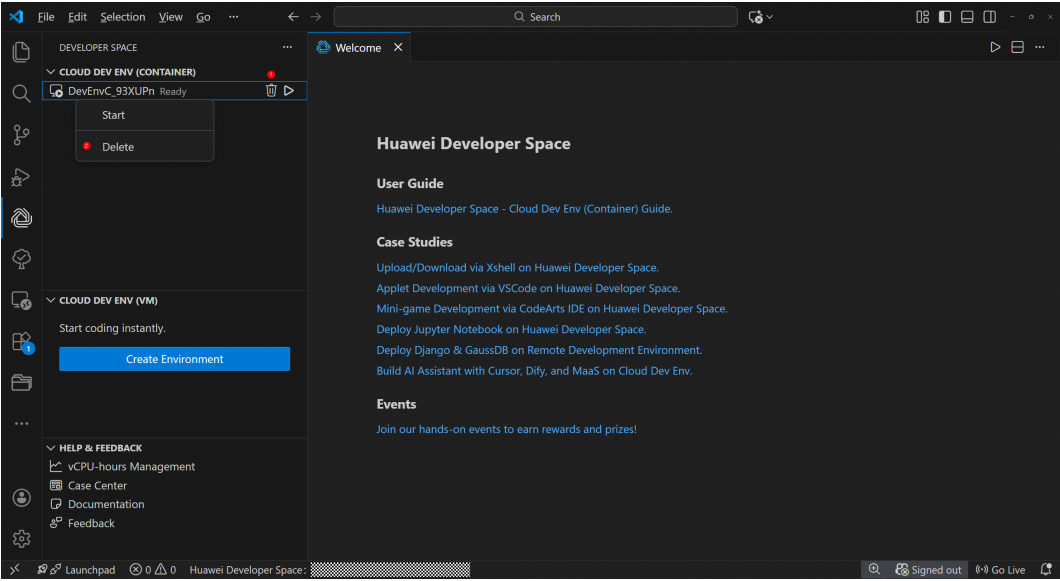 File Edit Selection View Go ··· Search
DEVELOPER SPACE ···
Welcome
CLOUD DEV ENV (CONTAINER)
1
DevEnvC_93XUPn Ready
Start
2 Delete
Huawei Developer Space
User Guide
Huawei Developer Space - Cloud Dev Env (Container) Guide.
Case Studies
Upload/Download via Xshell on Huawei Developer Space.
Applet Development via VSCode on Huawei Developer Space.
Mini-game Development via CodeArts IDE on Huawei Developer Space.
Deploy Jupyter Notebook on Huawei Developer Space.
Deploy Django & GaussDB on Remote Development Environment.
Build AI Assistant with Cursor, Dify, and MaaS on Cloud Dev Env.
Events
Join our hands-on events to earn rewards and prizes!
CLOUD DEV ENV (VM)
Start coding instantly.
Create Environment
1
HELP & FEEDBACK
vCPU-hours Management
Case Center
Documentation
Feedback
Launchpad 0 0 Huawei Developer Space: Signed out Go Live